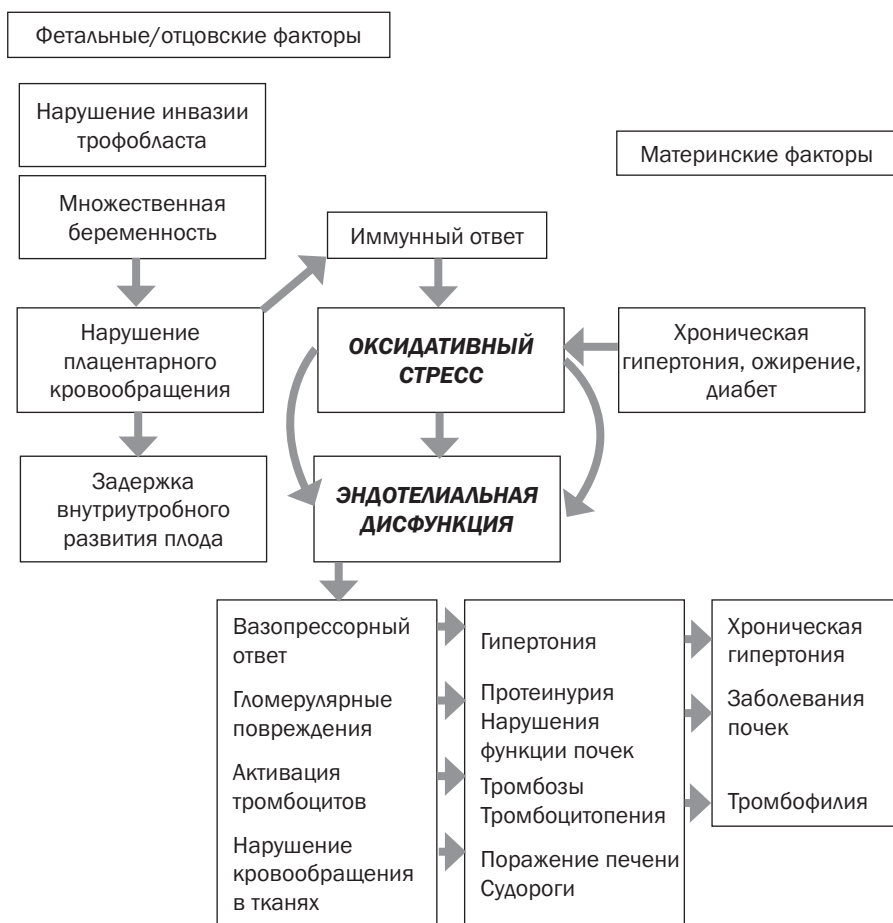 Фетальные/отцовские факторы
Нарушение инвазии
трофобласта
Материнские факторы
Множественная
беременность
Иммунный ответ
Нарушение
плацентарного
кровообращения
ОКСИДАТИВНЫЙ
СТРЕСС
Хроническая
гипертония, ожирение,
диабет
Задержка
внутриутробного
развития плода
ЭНДОТЕЛИАЛЬНАЯ
ДИСФУНКЦИЯ
Вазопрессорный
ответ
Гломерулярные
повреждения
Активация
тромбоцитов
Нарушение
кровообращения
в тканях
Гипертония
Протеинурия
Нарушения
функции почек
Тромбозы
Тромбоцитопения
Поражение печени
Судороги
Хроническая
гипертония
Заболевания
почек
Тромбофилия